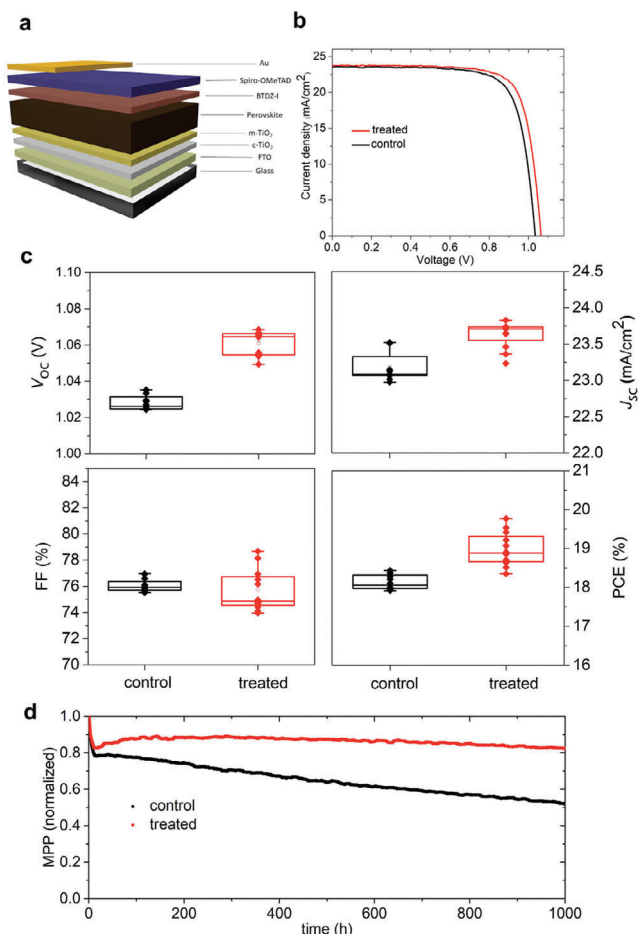 a
Au
Spiro-OMeTAD
BTDZ-I
Perovskite
m-TiO2
c-TiO2
FTO
Glass
b
25
20
15
10
5
0
Current density (mA/cm2)
treated
control
0.0 0.2 0.4 0.6 0.8 1.0
Voltage (V)
c
1.10
1.08
1.06
1.04
1.02
1.00
VOC (V)
24.5
24.0
23.5
23.0
22.5
22.0
JSC (mA/cm2)
84
82
80
78
76
74
72
70
FF (%)
21
20
19
18
17
16
PCE (%)
control treated
control treated
d
1.0
0.8
0.6
0.4
0.2
0.0
MPP (normalized)
control
treated
0 200 400 600 800 1000
time (h)